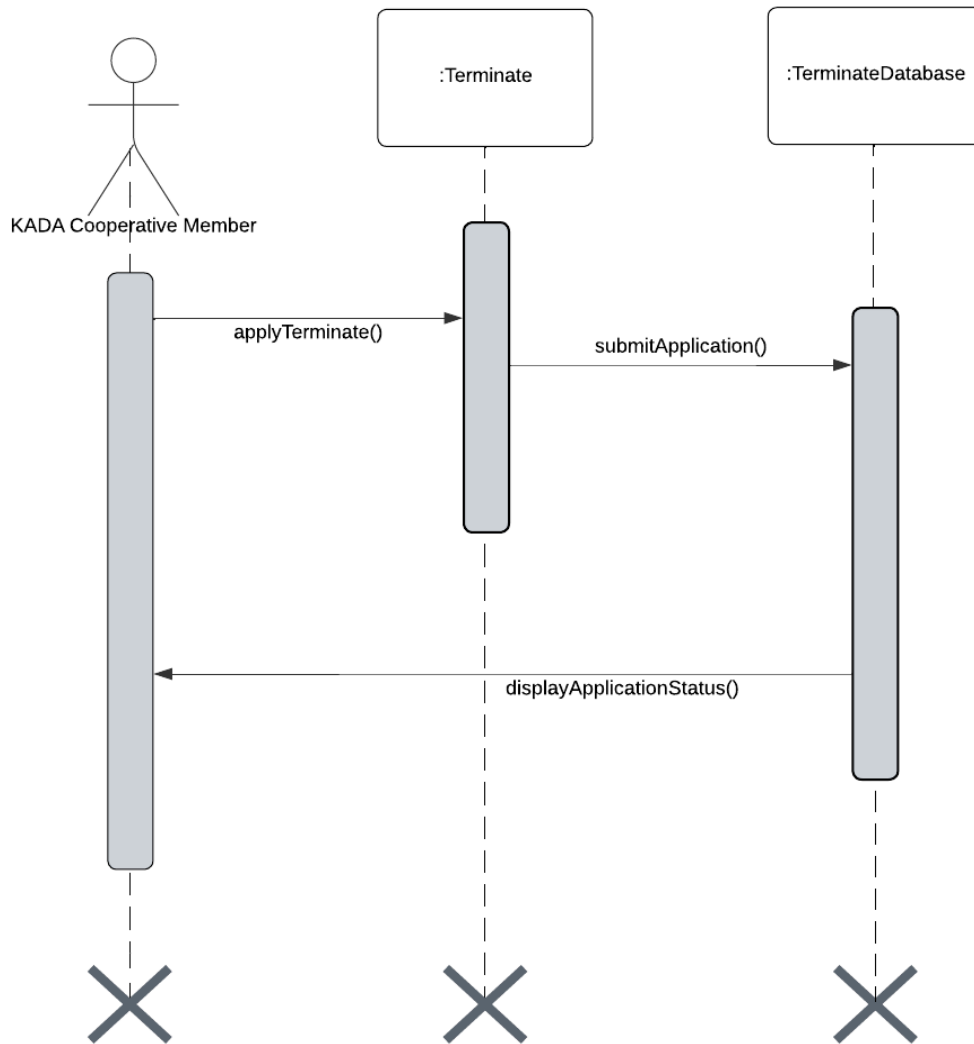 :Terminate
:TerminateDatabase
KADA Cooperative Member
applyTerminate()
submitApplication()
displayApplicationStatus()